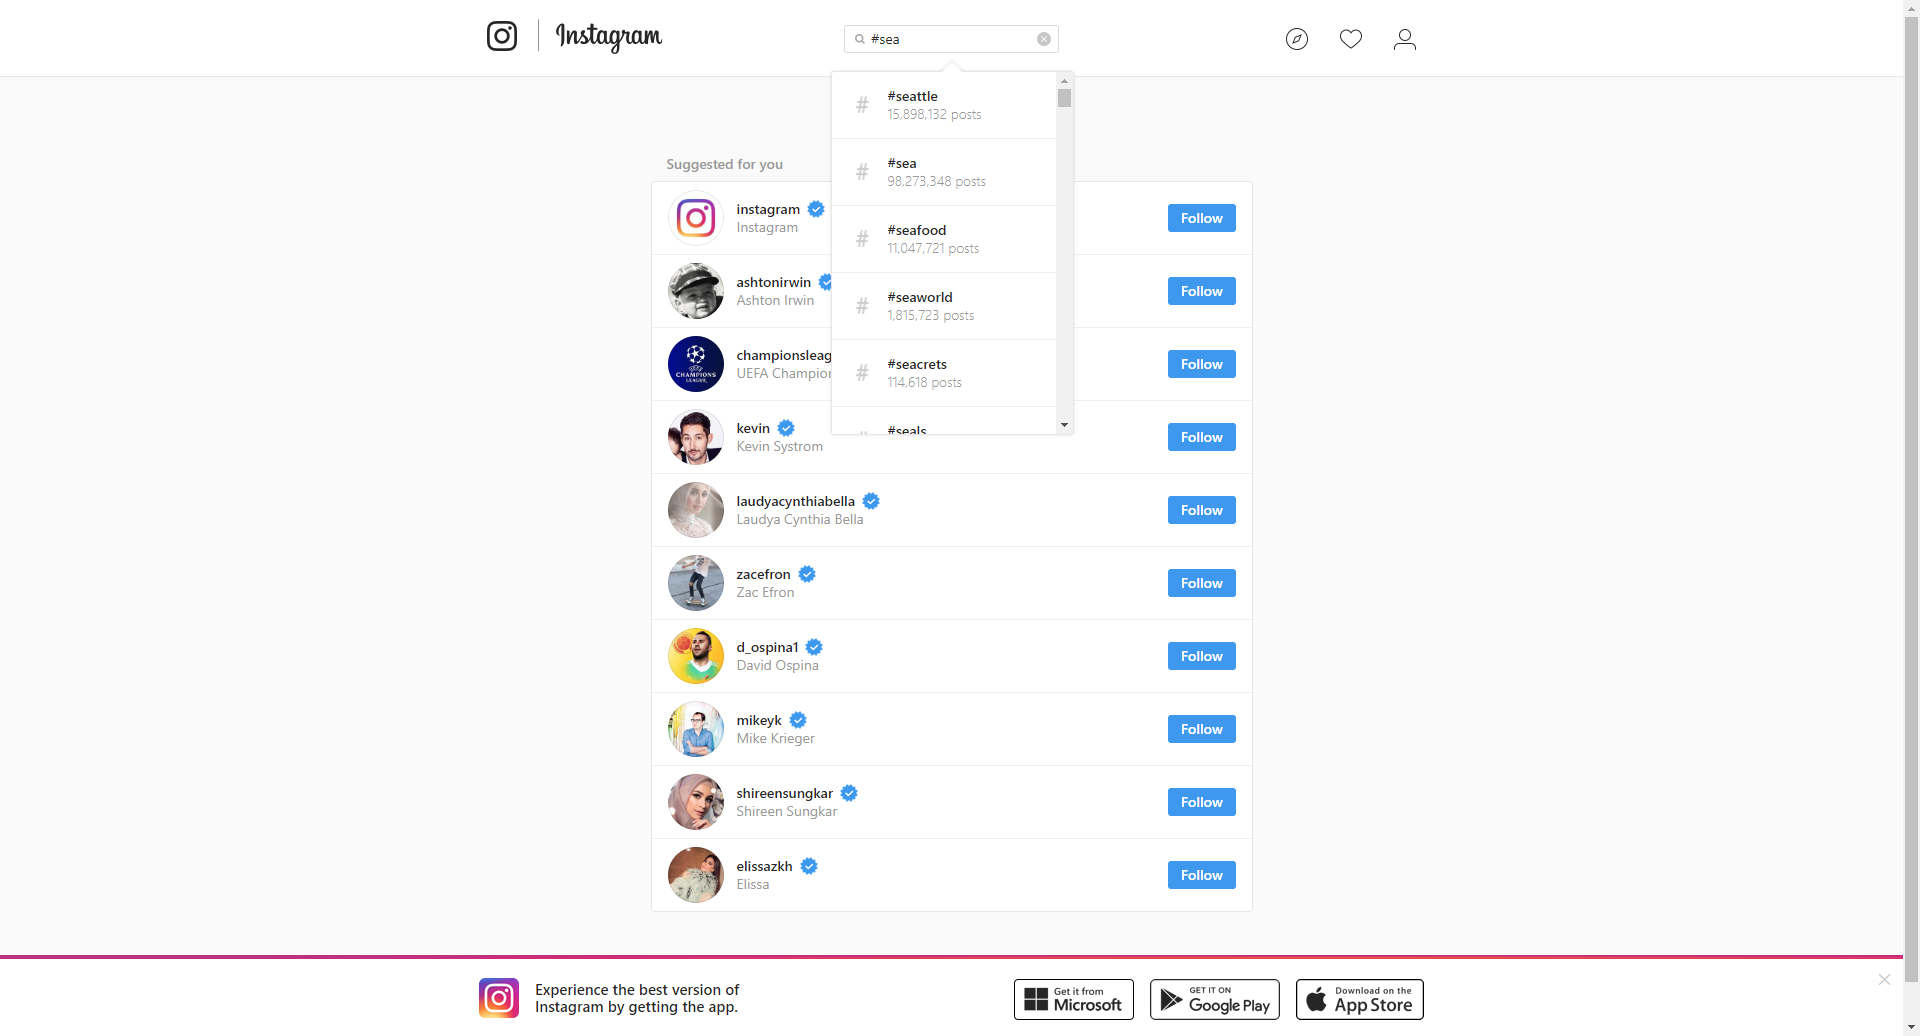 Instagram
#sea
#seattle
15,898,132 posts
#sea
98,273,348 posts
#seafood
11,047,721 posts
#seaworld
1,815,723 posts
#seacrets
114,618 posts
#seals
Suggested for you
instagram
Instagram
Follow
ashtonirwin
Ashton Irwin
Follow
CHAMPIONS
LEAGUE
championsleag
UEFA Champion
Follow
kevin
Kevin Systrom
Follow
laudyacynthiabella
Laudya Cynthia Bella
Follow
zacefron
Zac Efron
Follow
d_ospina1
David Ospina
Follow
mikeyk
Mike Krieger
Follow
shireensungkar
Shireen Sungkar
Follow
elissazkh
Elissa
Follow
Experience the best version of
Instagram by getting the app.
Get it from
Microsoft
GET IT ON
Google Play
Download on the
App Store